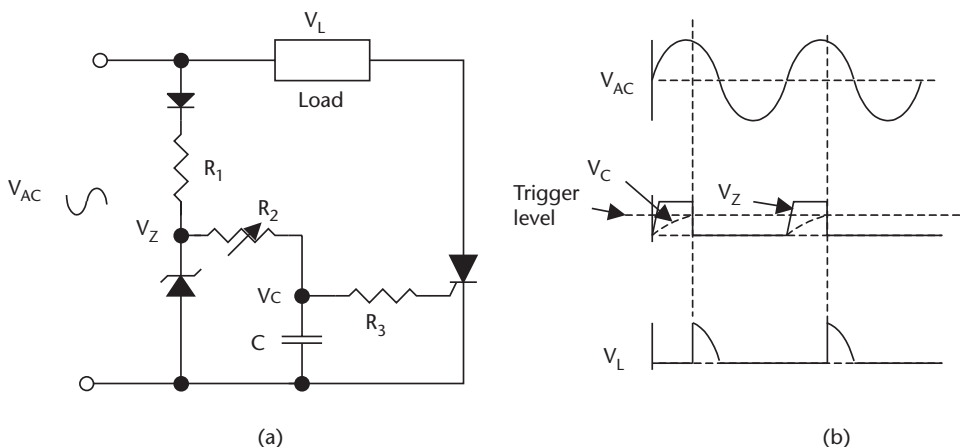 V_L
Load
R_1
V_AC
R_2
V_Z
V_C
R_3
C
(a)
V_AC
V_C
Trigger
level
V_Z
V_L
(b)